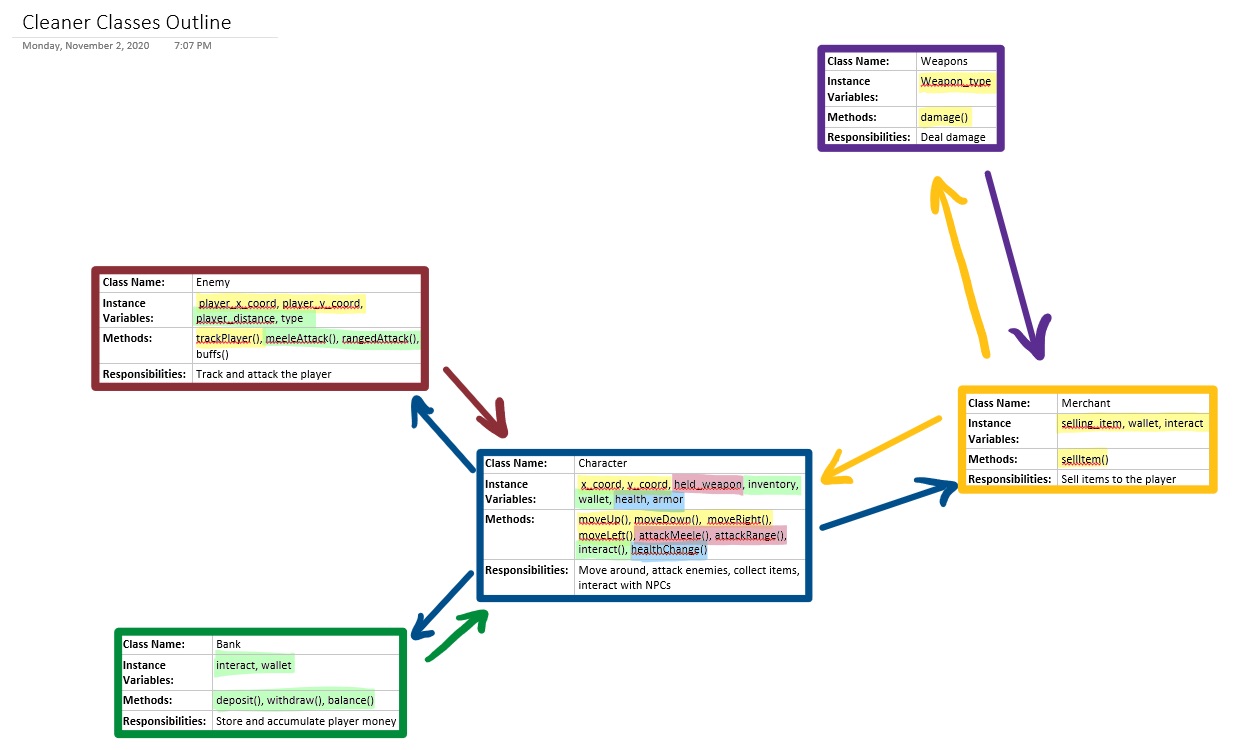 Cleaner Classes Outline
Monday, November 2, 2020 7:07 PM
Class Name: Weapons
Instance Weapon_type
Variables:
Methods: damage()
Responsibilities: Deal damage
Class Name: Enemy
Instance player_x_coord, player_y_coord,
Variables: player_distance, type
Methods: trackPlayer(), meeleAttack(), rangedAttack(),
buffs()
Responsibilities: Track and attack the player
Class Name: Merchant
Instance selling_item, wallet, interact
Variables:
Methods: sellItem()
Responsibilities: Sell items to the player
Class Name: Character
Instance x_coord, y_coord, held_weapon, inventory,
Variables: wallet, health, armor
Methods: moveUp(), moveDown(), moveRight(),
moveLeft(), attackMeele(), attackRange(),
interact(), healthChange()
Responsibilities: Move around, attack enemies, collect items,
interact with NPCs
Class Name: Bank
Instance interact, wallet
Variables:
Methods: deposit(), withdraw(), balance()
Responsibilities: Store and accumulate player money